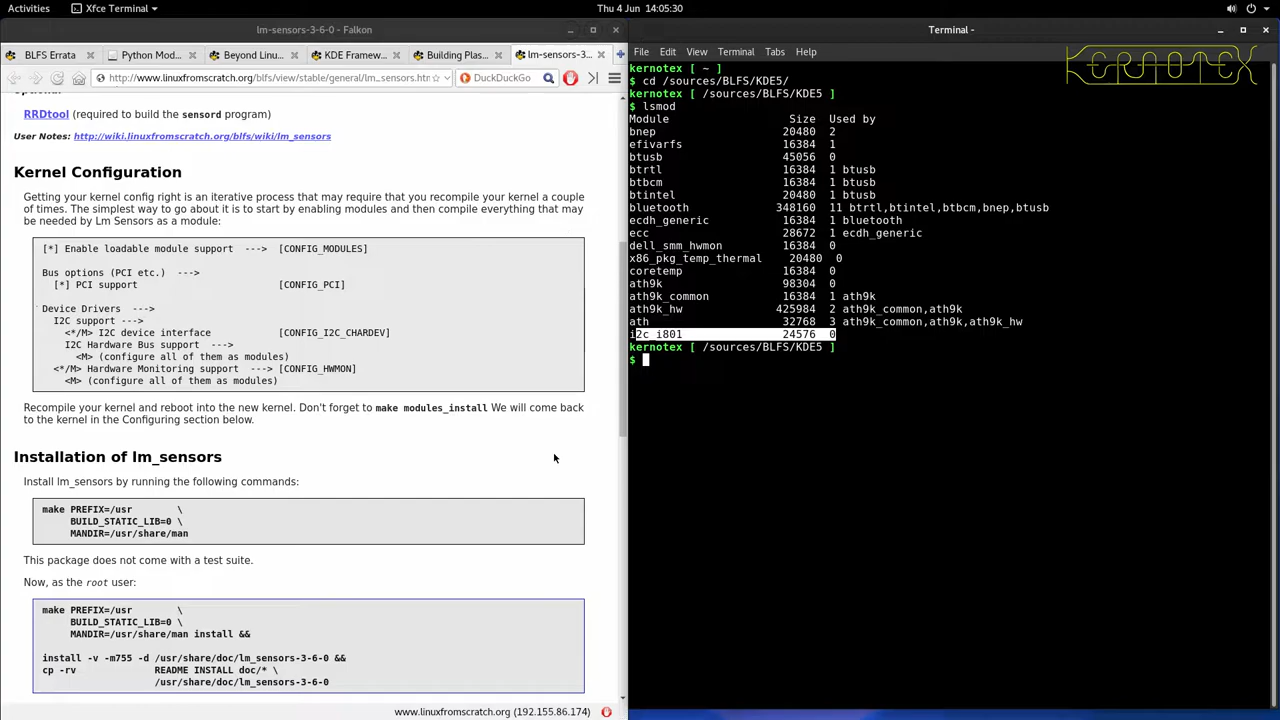 Activities
Xfce Terminal
Thu 4 Jun 14:05:30
lm-sensors-3-6-0 - Falkon
BLFS Errata
Python Mod...
Beyond Linu...
KDE Framew...
Building Plas...
lm-sensors-3...
http://www.linuxfromscratch.org/blfs/view/stable/general/lm_sensors.htm
DuckDuckGo
RRDtool (required to build the sensord program)
User Notes: http://wiki.linuxfromscratch.org/blfs/wiki/lm_sensors
Kernel Configuration
Getting your kernel config right is an iterative process that may require that you recompile your kernel a couple
of times. The simplest way to go about it is to start by enabling modules and then compile everything that may
be needed by Lm Sensors as a module:
[*] Enable loadable module support ---> [CONFIG_MODULES]
Bus options (PCI etc.) --->
[*] PCI support [CONFIG_PCI]
Device Drivers --->
I2C support --->
<*/M> I2C device interface [CONFIG_I2C_CHARDEV]
I2C Hardware Bus support --->
<M> (configure all of them as modules)
<*/M> Hardware Monitoring support ---> [CONFIG_HWMON]
<M> (configure all of them as modules)
Recompile your kernel and reboot into the new kernel. Don't forget to make modules_install We will come back
to the kernel in the Configuring section below.
Installation of lm_sensors
Install lm_sensors by running the following commands:
make PREFIX=/usr \
BUILD_STATIC_LIB=0 \
MANDIR=/usr/share/man
This package does not come with a test suite.
Now, as the root user:
make PREFIX=/usr \
BUILD_STATIC_LIB=0 \
MANDIR=/usr/share/man install &&
install -v -m755 -d /usr/share/doc/lm_sensors-3-6-0 &&
cp -rv README INSTALL doc/* \
/usr/share/doc/lm_sensors-3-6-0
www.linuxfromscratch.org (192.155.86.174)
Terminal -
File Edit View Terminal Tabs Help
KERNOTEX
kernotex [ ~ ]
$ cd /sources/BLFS/KDE5/
kernotex [ /sources/BLFS/KDE5 ]
$ lsmod
Module Size Used by
bnep 20480 2
efivarfs 16384 1
btusb 45056 0
btrtl 16384 1 btusb
btbcm 16384 1 btusb
btintel 20480 1 btusb
bluetooth 348160 11 btrtl,btintel,btbcm,bnep,btusb
ecdh_generic 16384 1 bluetooth
ecc 28672 1 ecdh_generic
dell_smm_hwmon 16384 0
x86_pkg_temp_thermal 20480 0
coretemp 16384 0
ath9k 98304 0
ath9k_common 16384 1 ath9k
ath9k_hw 425984 2 ath9k_common,ath9k
ath 32768 3 ath9k_common,ath9k,ath9k_hw
i2c_i801 24576 0
kernotex [ /sources/BLFS/KDE5 ]
$